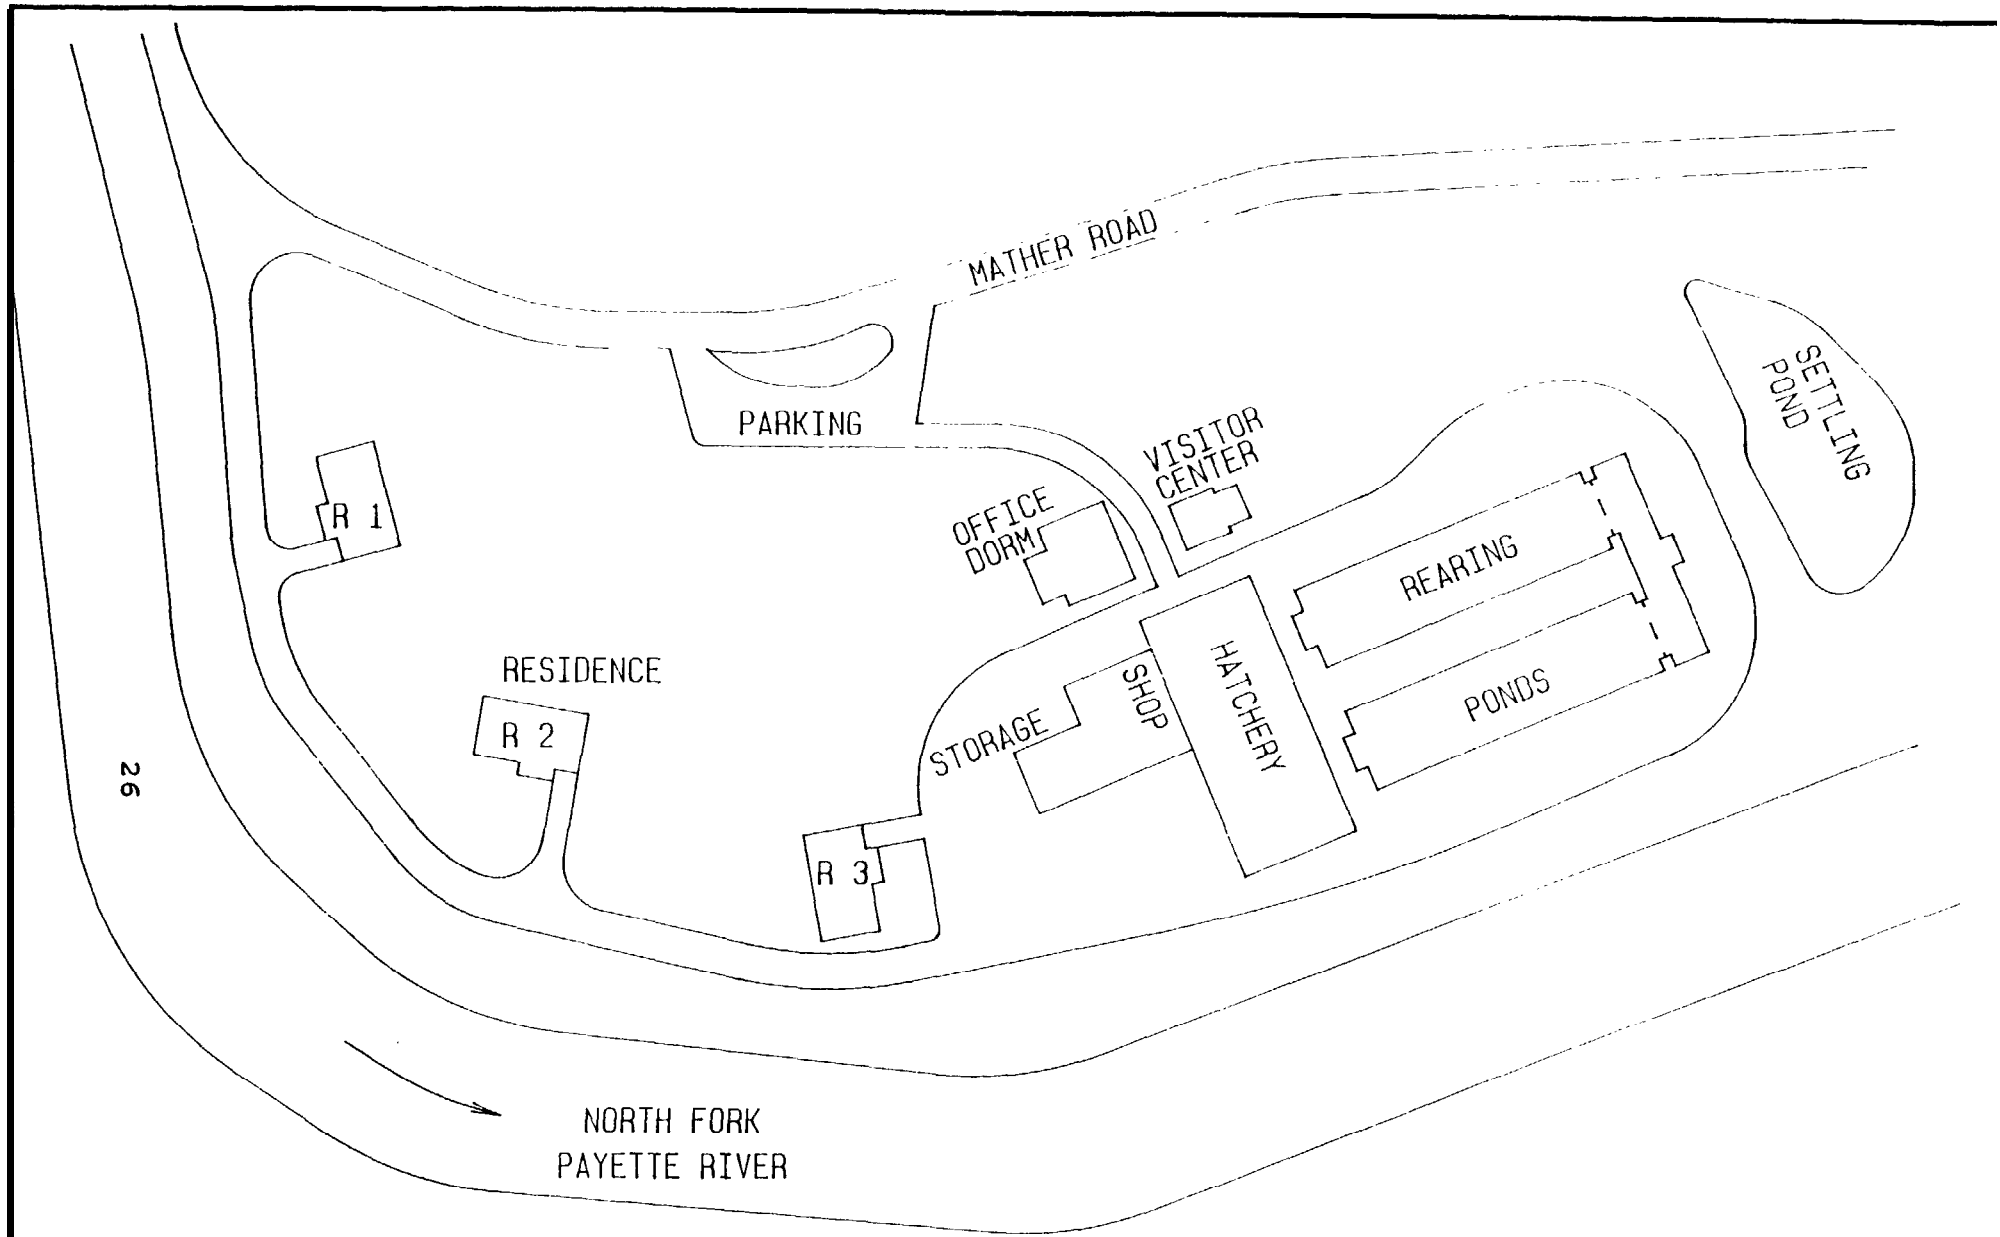 MATHER ROAD
SETTLING
POND
PARKING
VISITOR
CENTER
OFFICE
DORM
R 1
REARING
PONDS
HATCHERY
SHOP
STORAGE
RESIDENCE
R 2
R 3
26
NORTH FORK
PAYETTE RIVER